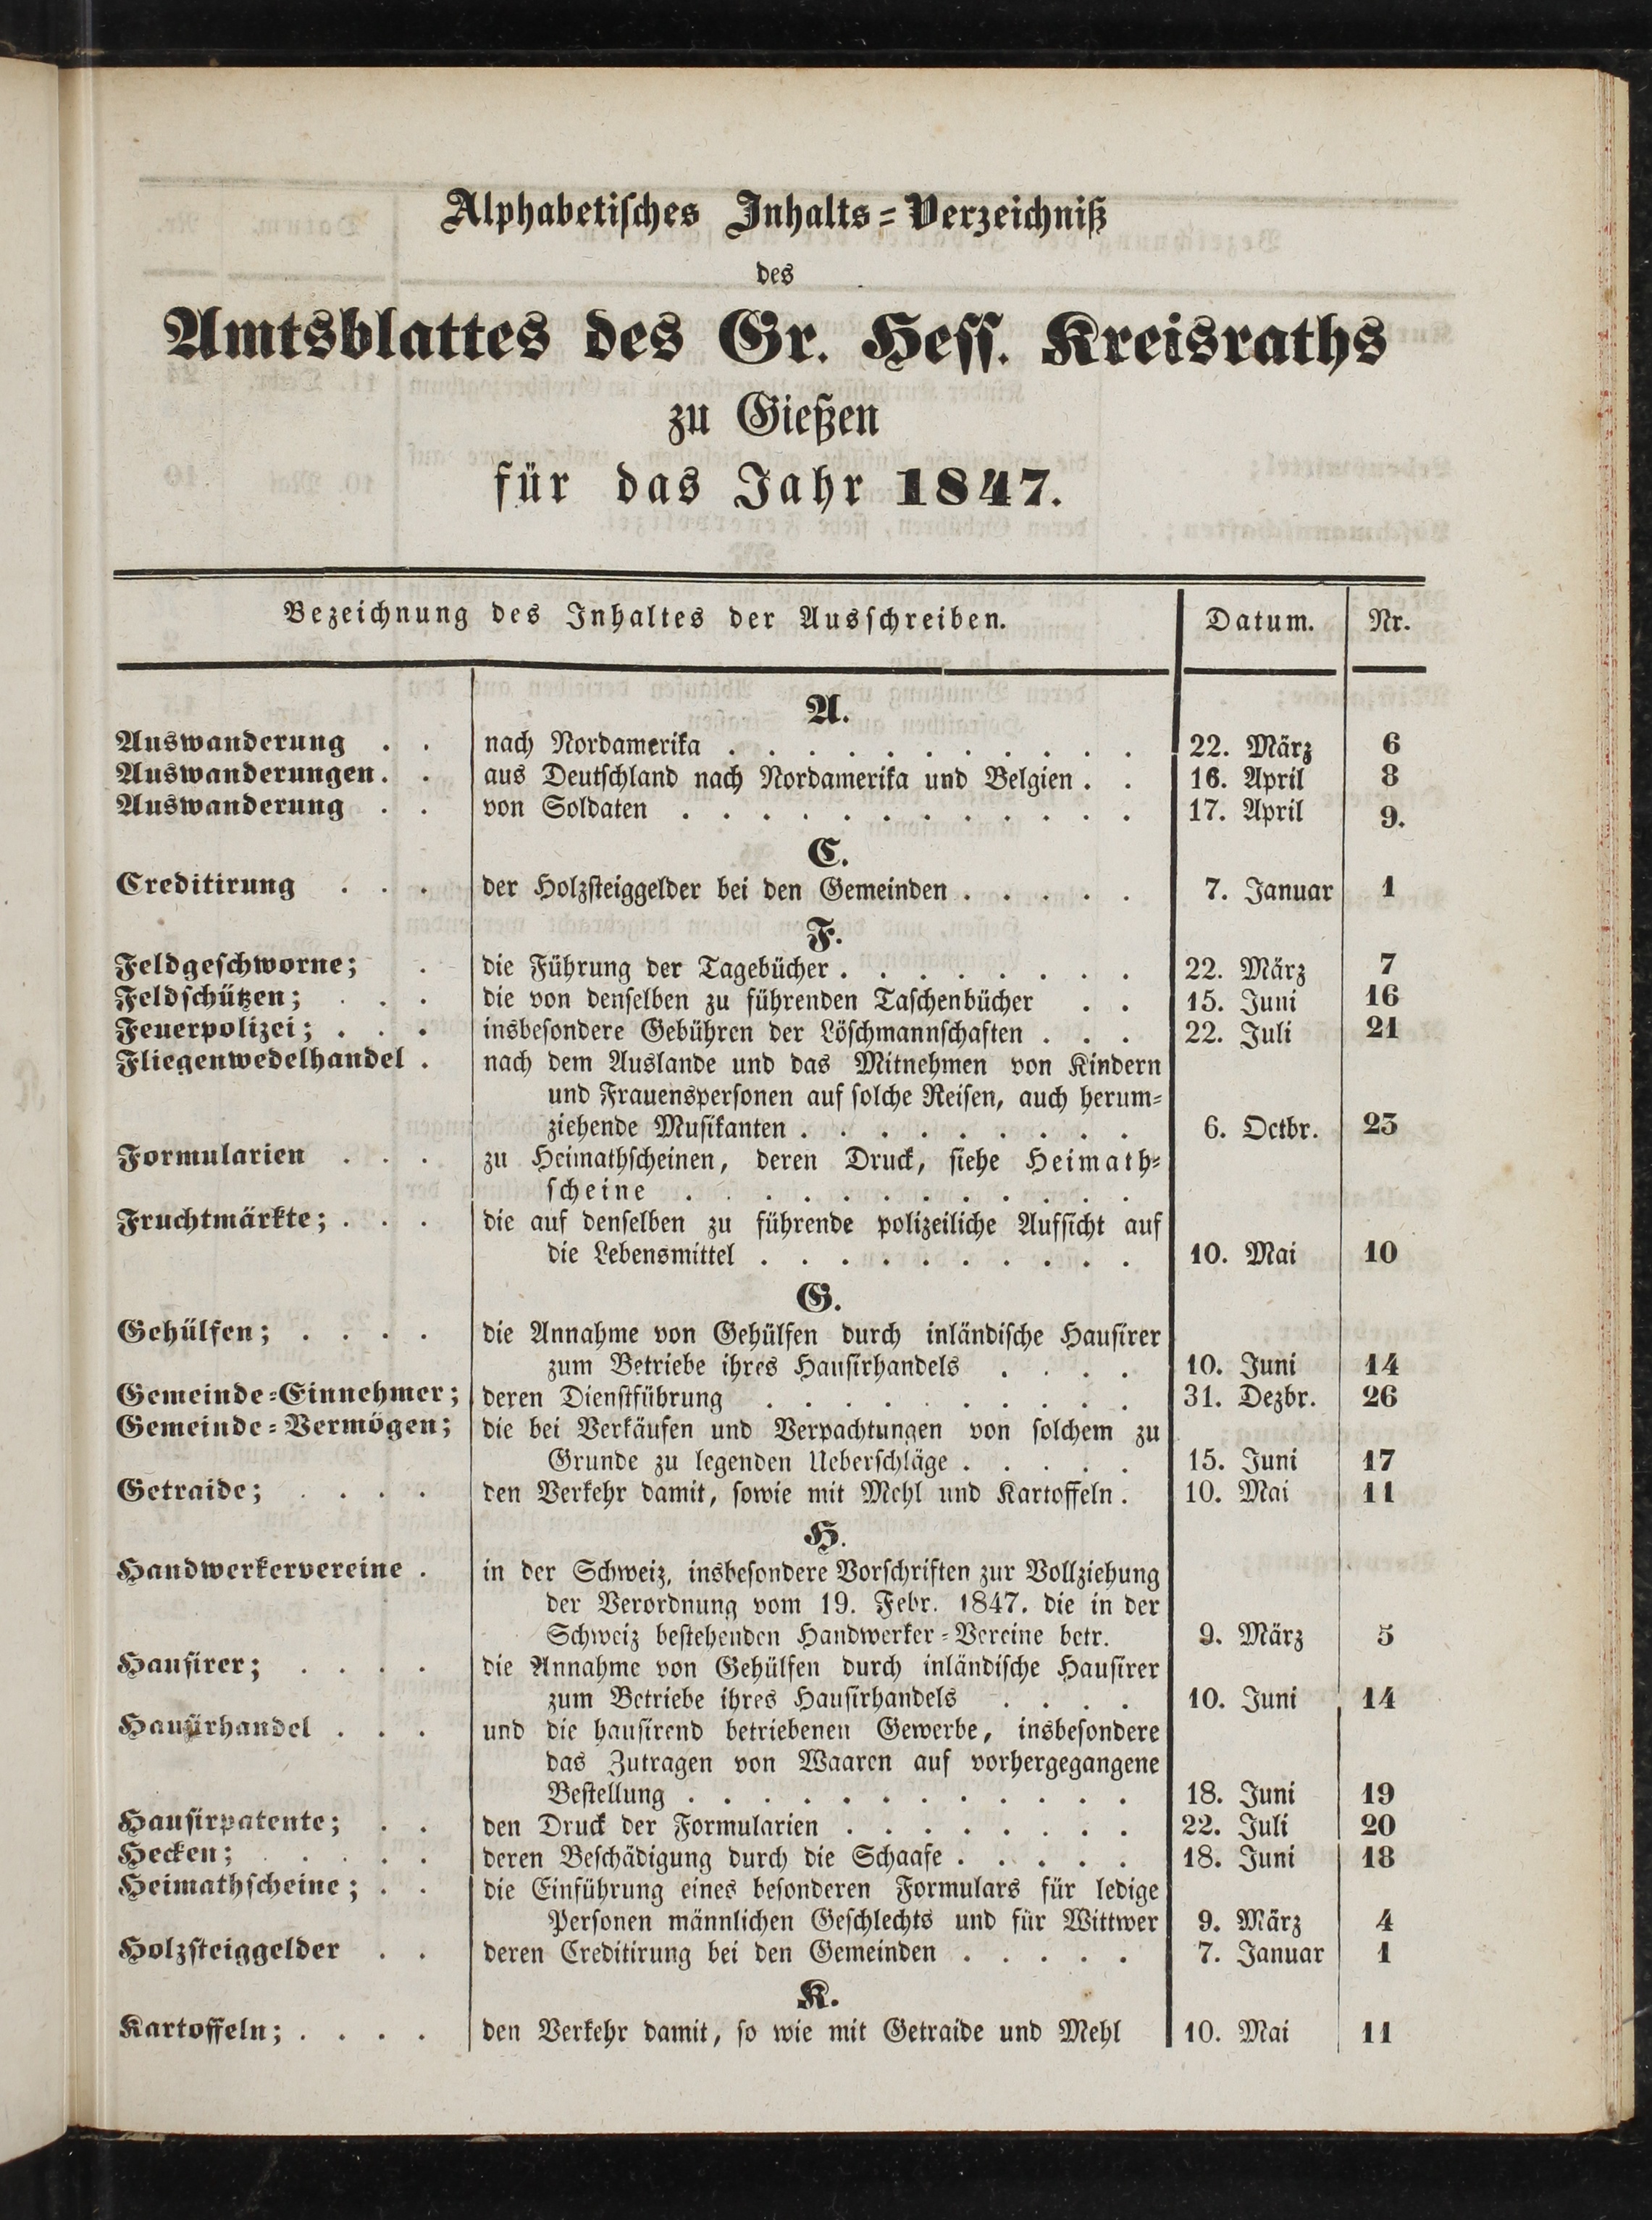 Alphabetisches Inhalts-Verzeichniß
des
Amtsblattes des Gr. Hess. Kreisraths
zu Gießen
für das Jahr 1847.
Bezeichnung des Inhaltes der Ausschreiben. Datum. Nr.
A.
Auswanderung . . nach Nordamerika . . . . . . . . . . . 22. März 6
Auswanderungen. . aus Deutschland nach Nordamerika und Belgien . . 16. April 8
Auswanderung . . von Soldaten . . . . . . . . . . . . 17. April 9.
C.
Creditirung . . . der Holzsteiggelder bei den Gemeinden . . . . . 7. Januar 1
F.
Feldgeschworne; . die Führung der Tagebücher . . . . . . . . 22. März 7
Feldschützen; . . . die von denselben zu führenden Taschenbücher . . 15. Juni 16
Feuerpolizei; . . . insbesondere Gebühren der Löschmannschaften . . . 22. Juli 21
Fliegenwedelhandel . nach dem Auslande und das Mitnehmen von Kindern
und Frauenspersonen auf solche Reisen, auch herum-
ziehende Musikanten . . . . . . . . . 6. Octbr. 23
Formularien . . . zu Heimathscheinen, deren Druck, siehe Heimath-
scheine . . . . . . . . . . . .
Fruchtmärkte; . . . die auf denselben zu führende polizeiliche Aufsicht auf
die Lebensmittel . . . . . . . . . . 10. Mai 10
G.
Gehülfen; . . . . die Annahme von Gehülfen durch inländische Hausirer
zum Betriebe ihres Hausirhandels . . . . 10. Juni 14
Gemeinde-Einnehmer; deren Dienstführung . . . . . . . . . . 31. Dezbr. 26
Gemeinde-Vermögen; die bei Verkäufen und Verpachtungen von solchem zu
Grunde zu legenden Ueberschläge . . . . . 15. Juni 17
Getraide; . . . . den Verkehr damit, sowie mit Mehl und Kartoffeln . 10. Mai 11
H.
Handwerkervereine . in der Schweiz, insbesondere Vorschriften zur Vollziehung
der Verordnung vom 19. Febr. 1847. die in der
Schweiz bestehenden Handwerker-Vereine betr. 9. März 5
Hausirer; . . . . die Annahme von Gehülfen durch inländische Hausirer
zum Betriebe ihres Hausirhandels . . . . 10. Juni 14
Hausirhandel . . . und die hausirend betriebenen Gewerbe, insbesondere
das Zutragen von Waaren auf vorhergegangene
Bestellung . . . . . . . . . . . . 18. Juni 19
Hausirpatente; . . den Druck der Formularien . . . . . . . . 22. Juli 20
Hecken; . . . . . deren Beschädigung durch die Schaafe . . . . . 18. Juni 18
Heimathscheine; . . die Einführung eines besonderen Formulars für ledige
Personen männlichen Geschlechts und für Wittwer 9. März 4
Holzsteiggelder . . deren Creditirung bei den Gemeinden . . . . . 7. Januar 1
K.
Kartoffeln; . . . . den Verkehr damit, so wie mit Getraide und Mehl 10. Mai 11